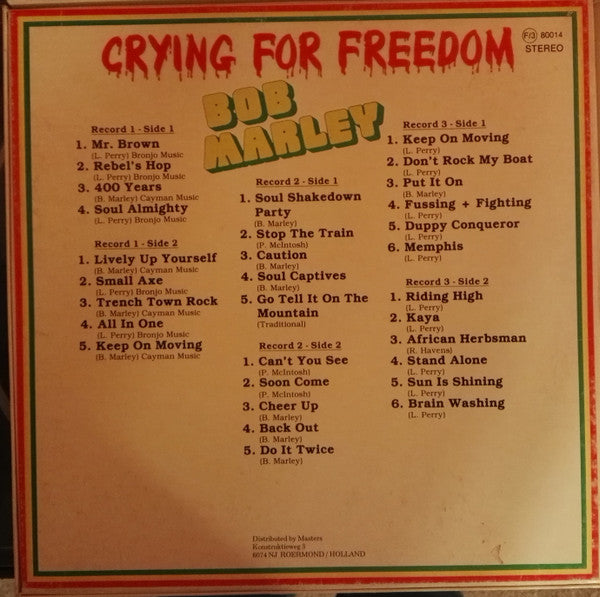 CRYING FOR FREEDOM
F/3 80014
STEREO
BOB
MARLEY
Record 1 - Side 1
1. Mr. Brown
(L. Perry) Bronjo Music
2. Rebel's Hop
(L. Perry) Bronjo Music
3. 400 Years
(B. Marley) Cayman Music
4. Soul Almighty
(L. Perry) Bronjo Music
Record 1 - Side 2
1. Lively Up Yourself
(B. Marley) Cayman Music
2. Small Axe
(L. Perry) Bronjo Music
3. Trench Town Rock
(B. Marley) Cayman Music
4. All In One
(L. Perry) Bronjo Music
5. Keep On Moving
(B. Marley) Cayman Music
Record 2 - Side 1
1. Soul Shakedown
Party
(B. Marley)
2. Stop The Train
(P. McIntosh)
3. Caution
(B. Marley)
4. Soul Captives
(B. Marley)
5. Go Tell It On The
Mountain
(Traditional)
Record 2 - Side 2
1. Can't You See
(P. McIntosh)
2. Soon Come
(P. McIntosh)
3. Cheer Up
(B. Marley)
4. Back Out
(B. Marley)
5. Do It Twice
(B. Marley)
Record 3 - Side 1
1. Keep On Moving
(L. Perry)
2. Don't Rock My Boat
(L. Perry)
3. Put It On
(B. Marley)
4. Fussing + Fighting
(L. Perry)
5. Duppy Conqueror
(L. Perry)
6. Memphis
(L. Perry)
Record 3 - Side 2
1. Riding High
(L. Perry)
2. Kaya
(L. Perry)
3. African Herbsman
(R. Havens)
4. Stand Alone
(L. Perry)
5. Sun Is Shining
(L. Perry)
6. Brain Washing
(L. Perry)
Distributed by Masters
Konstruktieweg 5
6074 NJ ROERMOND / HOLLAND